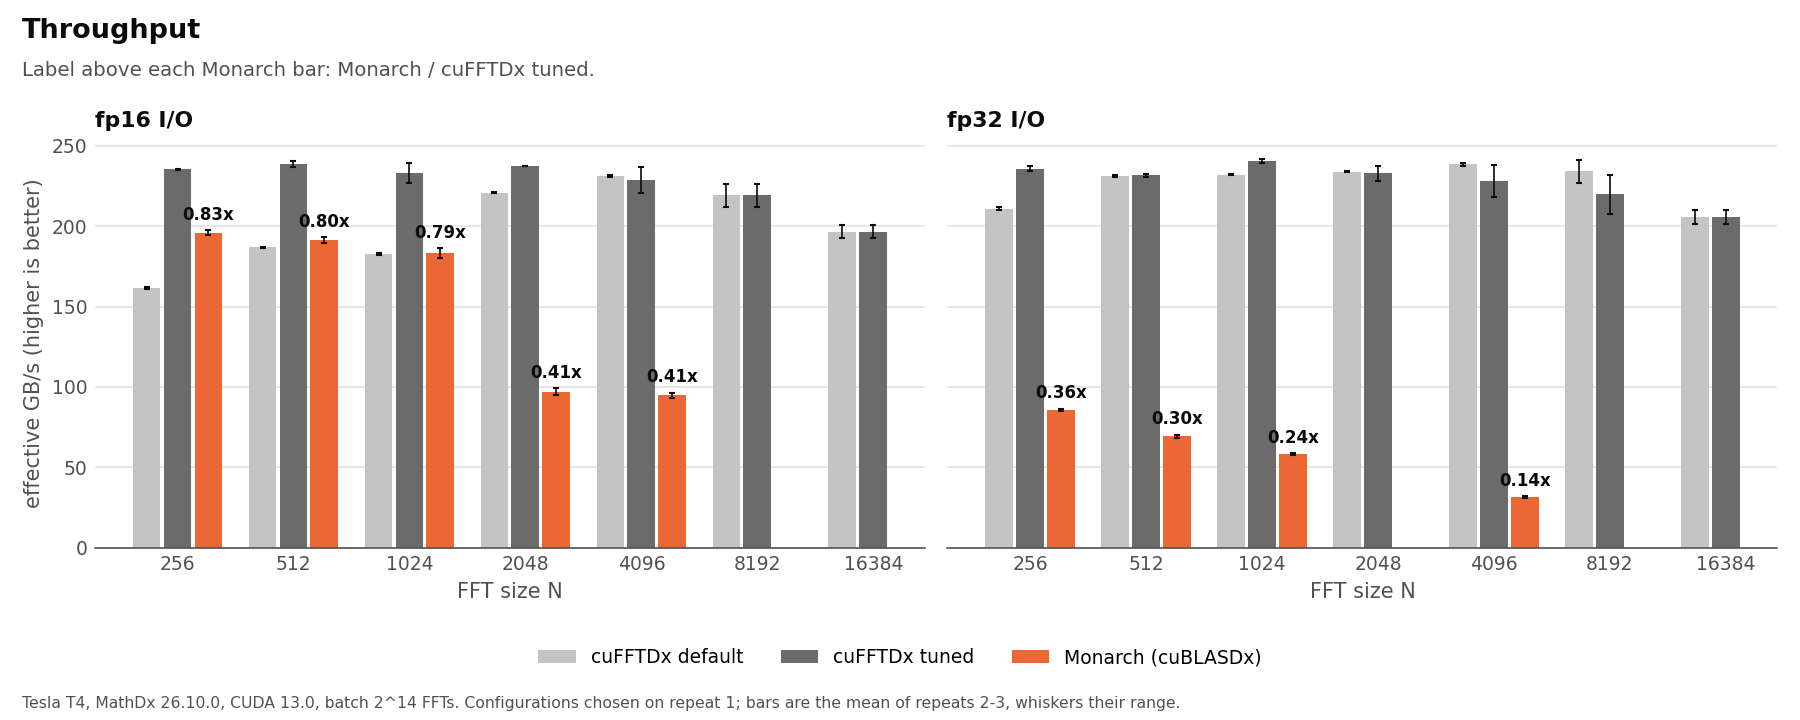 Throughput
Label above each Monarch bar: Monarch / cuFFTDx tuned.
fp16 I/O
fp32 I/O
effective GB/s (higher is better)
250
200
150
100
50
0
0.83x
0.80x
0.79x
0.41x
0.41x
0.36x
0.30x
0.24x
0.14x
256 512 1024 2048 4096 8192 16384
256 512 1024 2048 4096 8192 16384
FFT size N
FFT size N
cuFFTDx default
cuFFTDx tuned
Monarch (cuBLASDx)
Tesla T4, MathDx 26.10.0, CUDA 13.0, batch 2^14 FFTs. Configurations chosen on repeat 1; bars are the mean of repeats 2-3, whiskers their range.